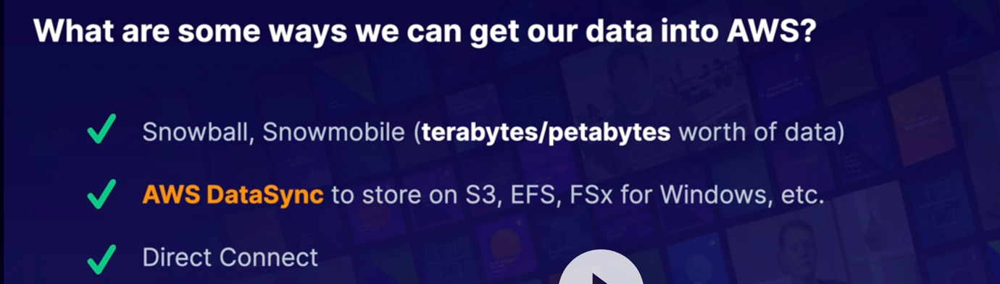 What are some ways we can get our data into AWS?
Snowball, Snowmobile (terabytes/petabytes worth of data)
AWS DataSync to store on S3, EFS, FSx for Windows, etc.
Direct Connect